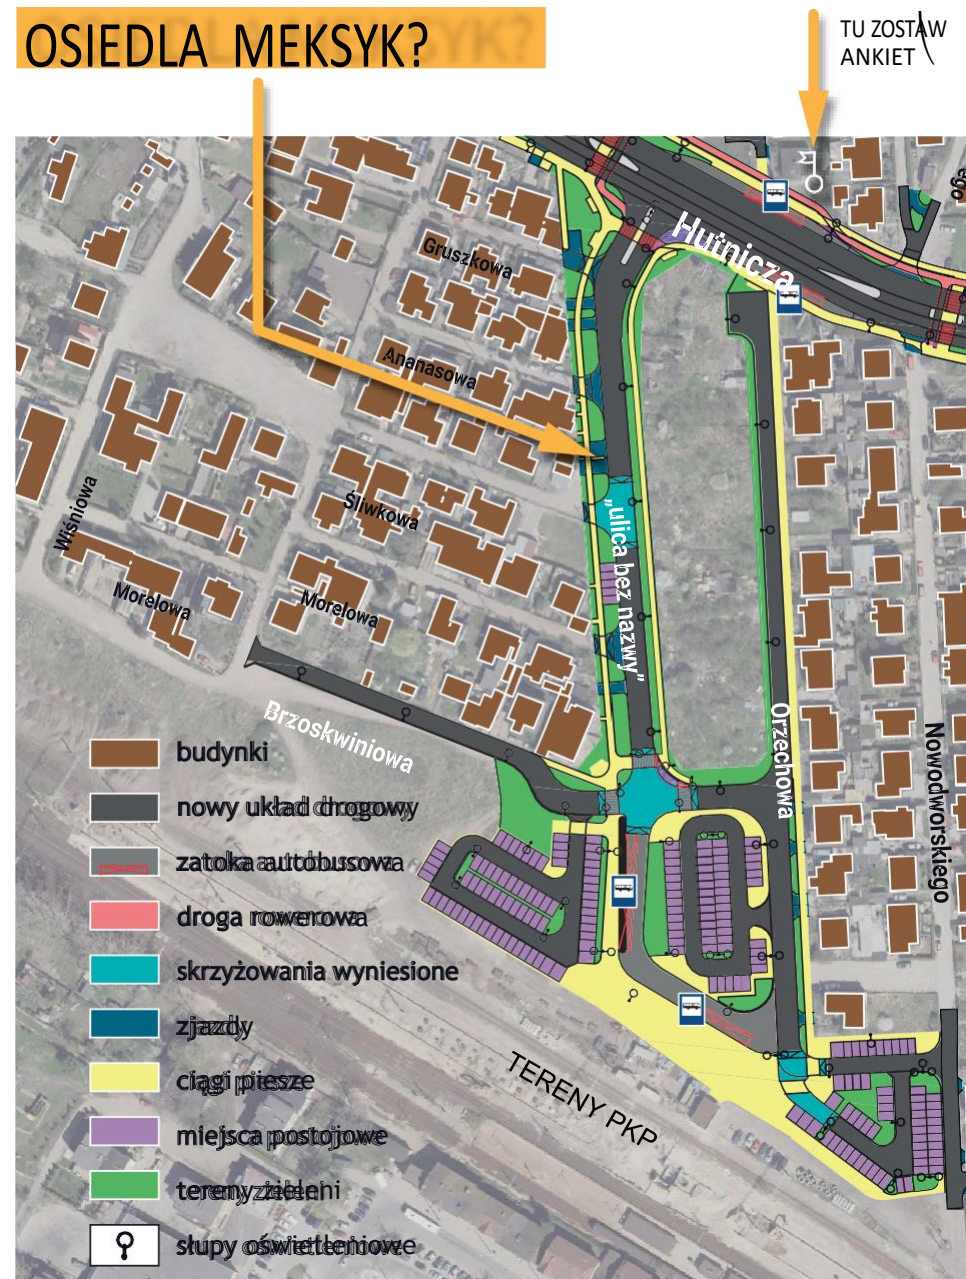 OSIEDLA MEKSYK?
TU ZOSTAW
ANKIET
Hutnicza
Gruszkowa
Ananasowa
Śliwkowa
Wiśniowa
Morelowa
Morelowa
„ulica bez nazwy”
Brzoskwiniowa
Orzechowa
Nowodworskiego
ego
budynki
nowy układ drogowy
zatoka autobusowa
droga rowerowa
skrzyżowania wyniesione
zjazdy
ciągi piesze
miejsca postojowe
tereny zieleni
słupy oświetleniowe
TERENY PKP